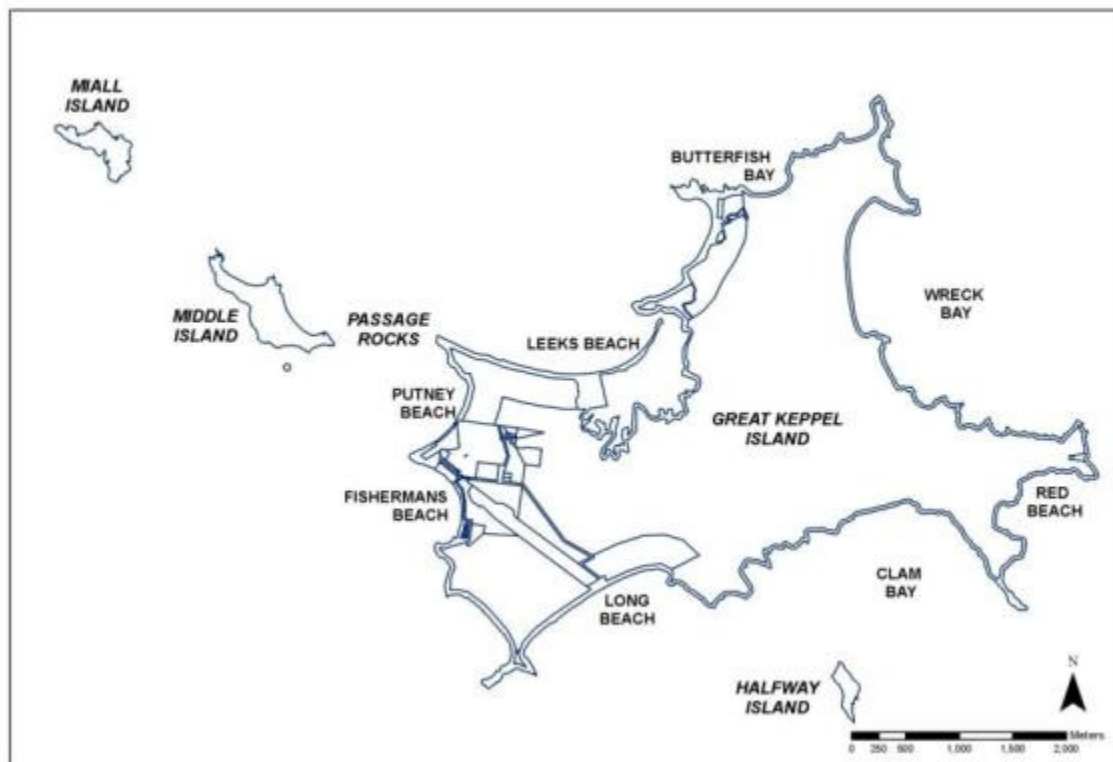 MIALL
ISLAND
BUTTERFISH
BAY
MIDDLE
ISLAND
PASSAGE
ROCKS
LEEKS BEACH
WRECK
BAY
PUTNEY
BEACH
GREAT KEPPEL
ISLAND
FISHERMANS
BEACH
RED
BEACH
CLAM
BAY
LONG
BEACH
HALFWAY
ISLAND
N
Meters
0 250 500 1,000 1,500 2,000